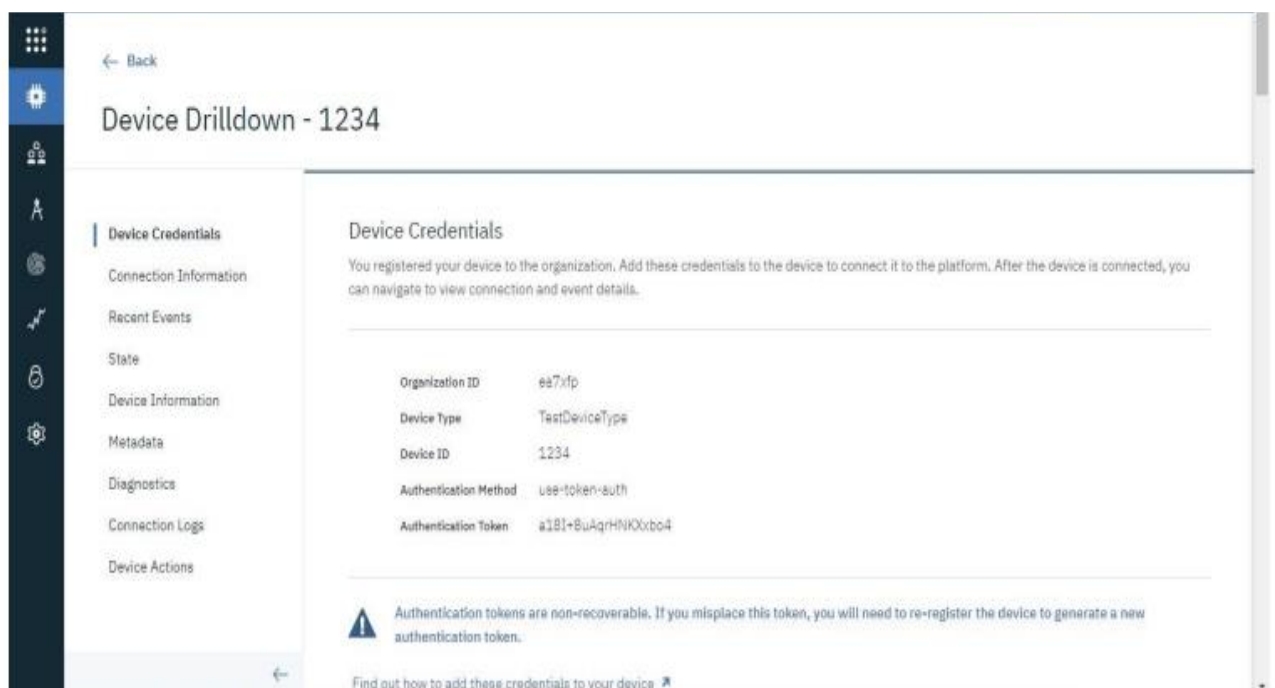 ← Back
Device Drilldown - 1234
Device Credentials
Connection Information
Recent Events
State
Device Information
Metadata
Diagnostics
Connection Logs
Device Actions
Device Credentials
You registered your device to the organization. Add these credentials to the device to connect it to the platform. After the device is connected, you
can navigate to view connection and event details.
Organization ID ea7xfp
Device Type TestDeviceType
Device ID 1234
Authentication Method use-token-auth
Authentication Token
Authentication tokens are non-recoverable. If you misplace this token, you will need to re-register the device to generate a new
authentication token.
Find out how to add these credentials to your device